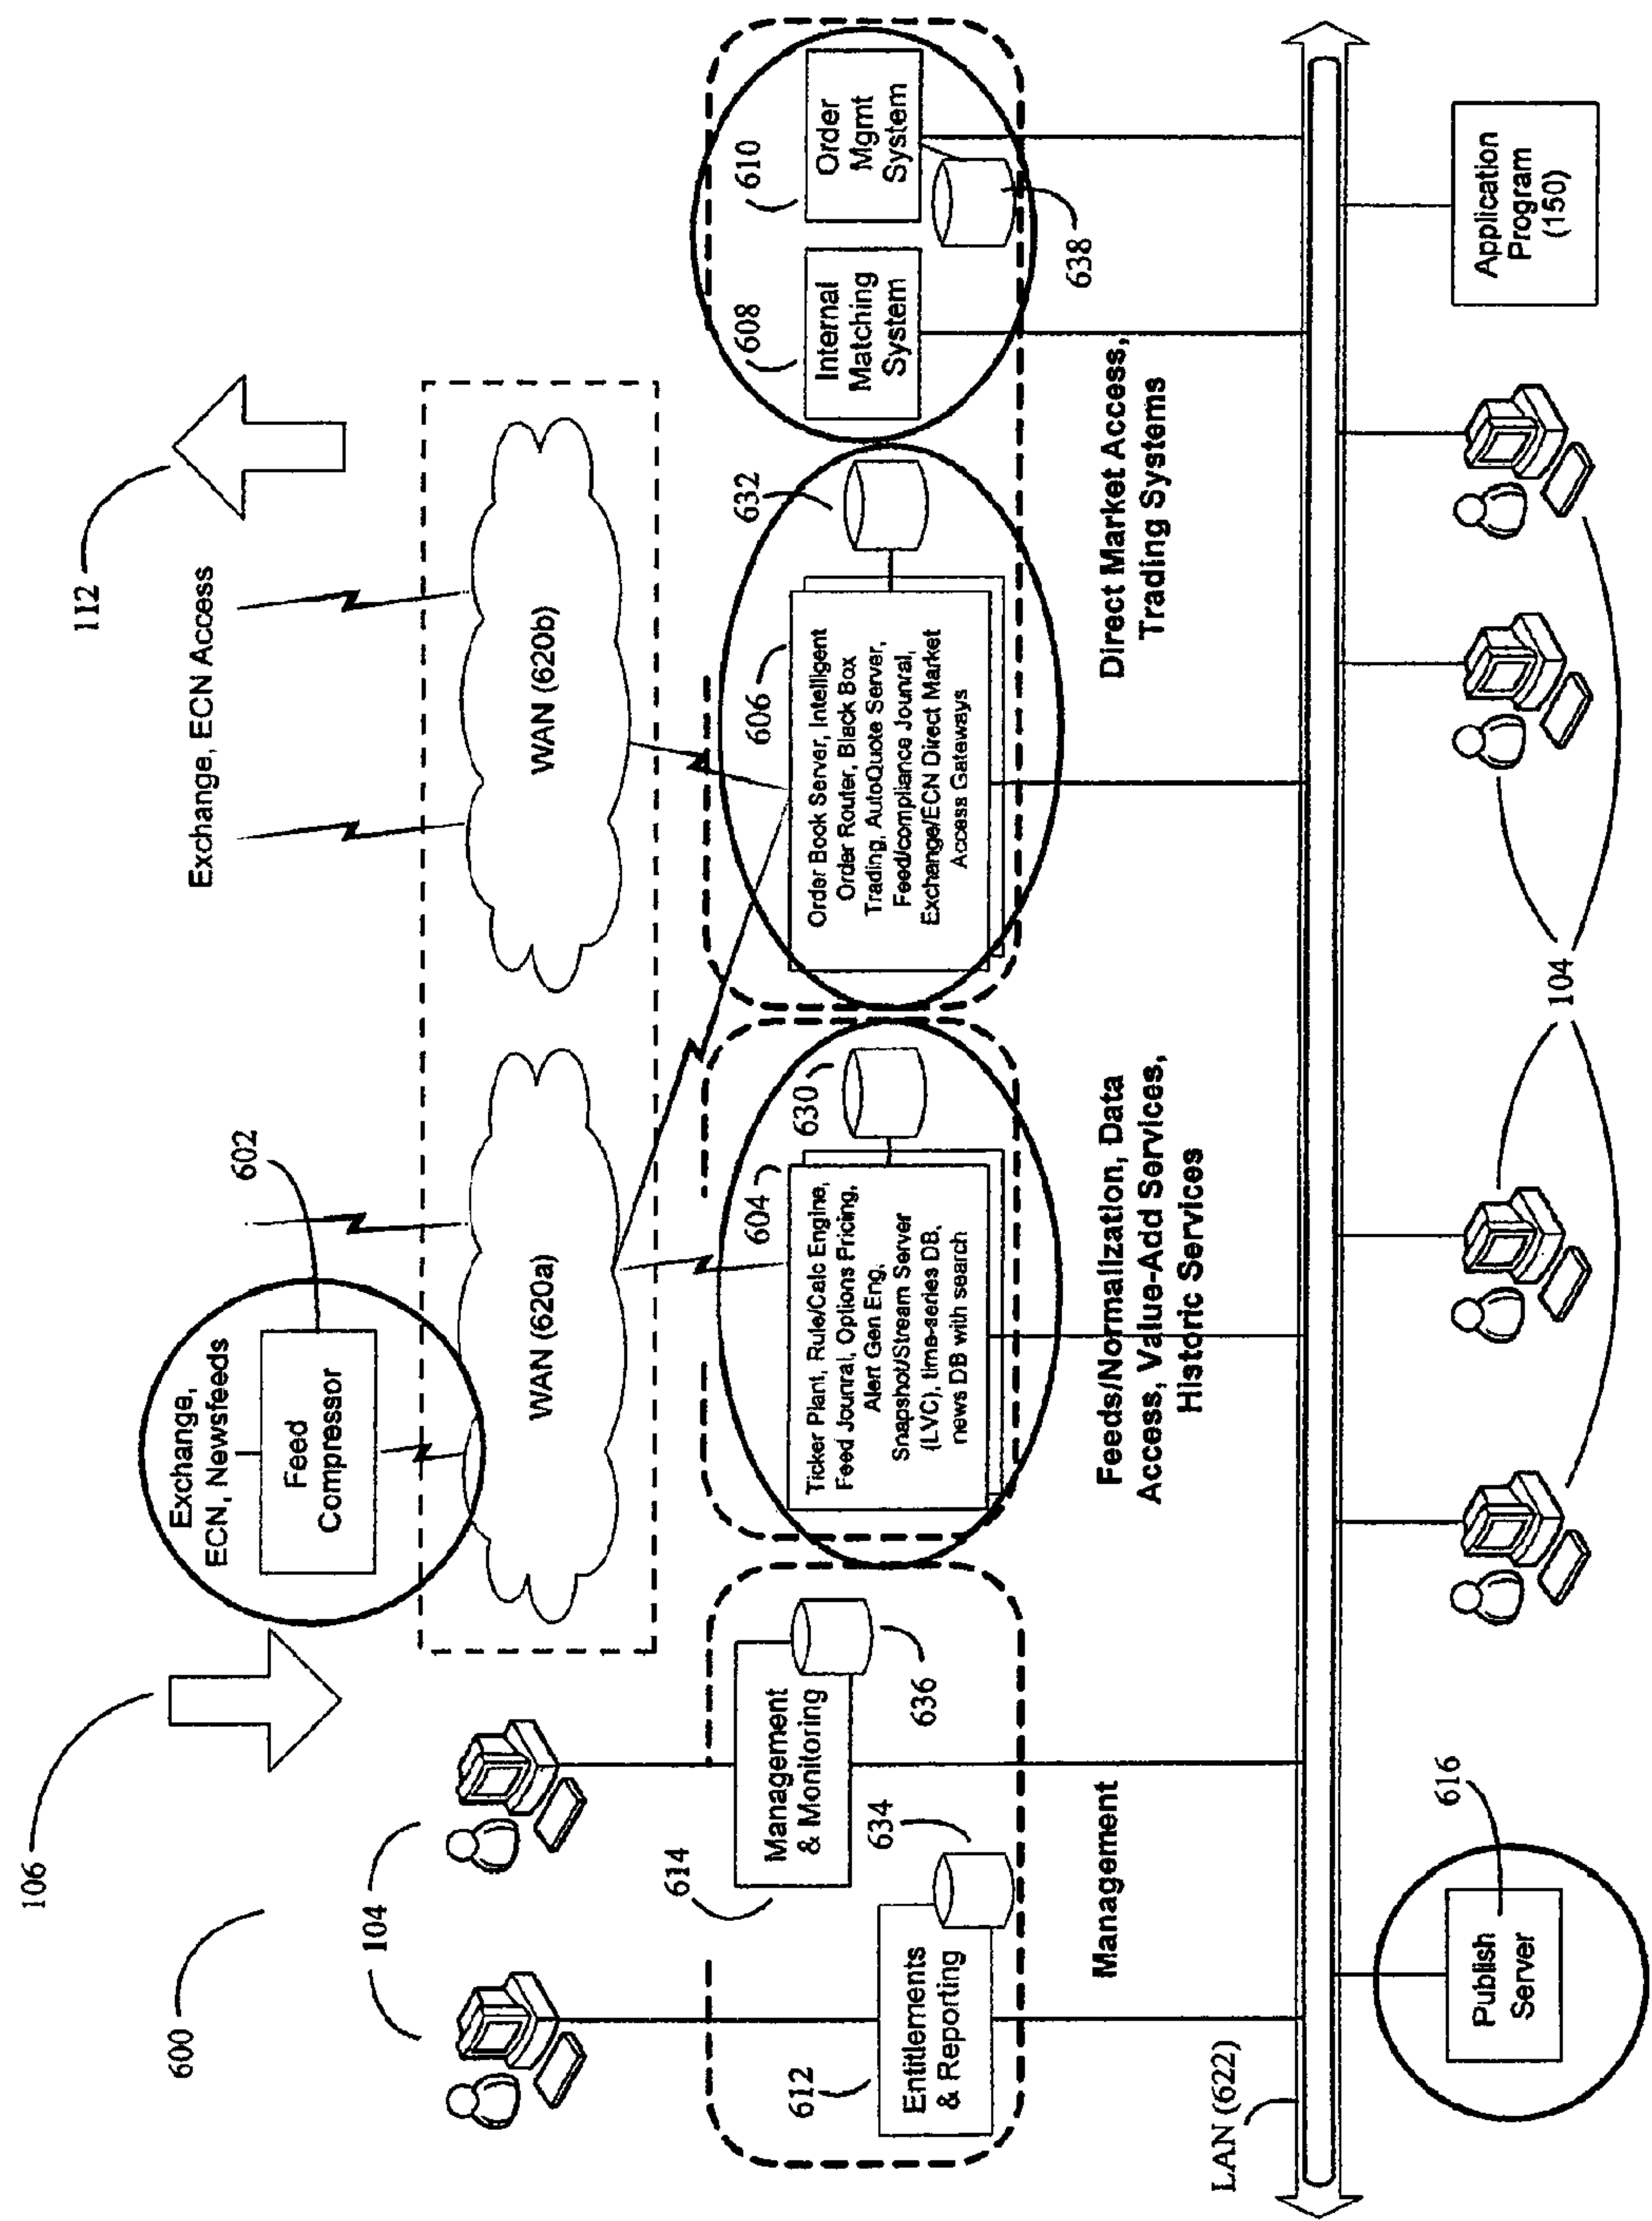 600
106
112
Exchange,
ECN, Newsfeeds
602
Feed
Compressor
Exchange, ECN Access
104
WAN (620a)
WAN (620b)
614
Management
& Monitoring
636
612
Entitlements
& Reporting
634
Management
604
630
Ticker Plant, Rule/Calc Engine,
Feed Jounral, Options Pricing,
Alert Gen Eng,
Snapshot/Stream Server
(LVC), time-series DB,
news DB with search
Feeds/Normalization, Data
Access, Value-Add Services,
Historic Services
606
632
Order Book Server, Intelligent
Order Router, Black Box
Trading, AutoQuote Server,
Feed/compliance Jounral,
Exchange/ECN Direct Market
Access Gateways
608
Internal
Matching
System
610
Order
Mgmt
System
638
Direct Market Access,
Trading Systems
LAN (622)
616
Publish
Server
104
104
Application
Program
(150)